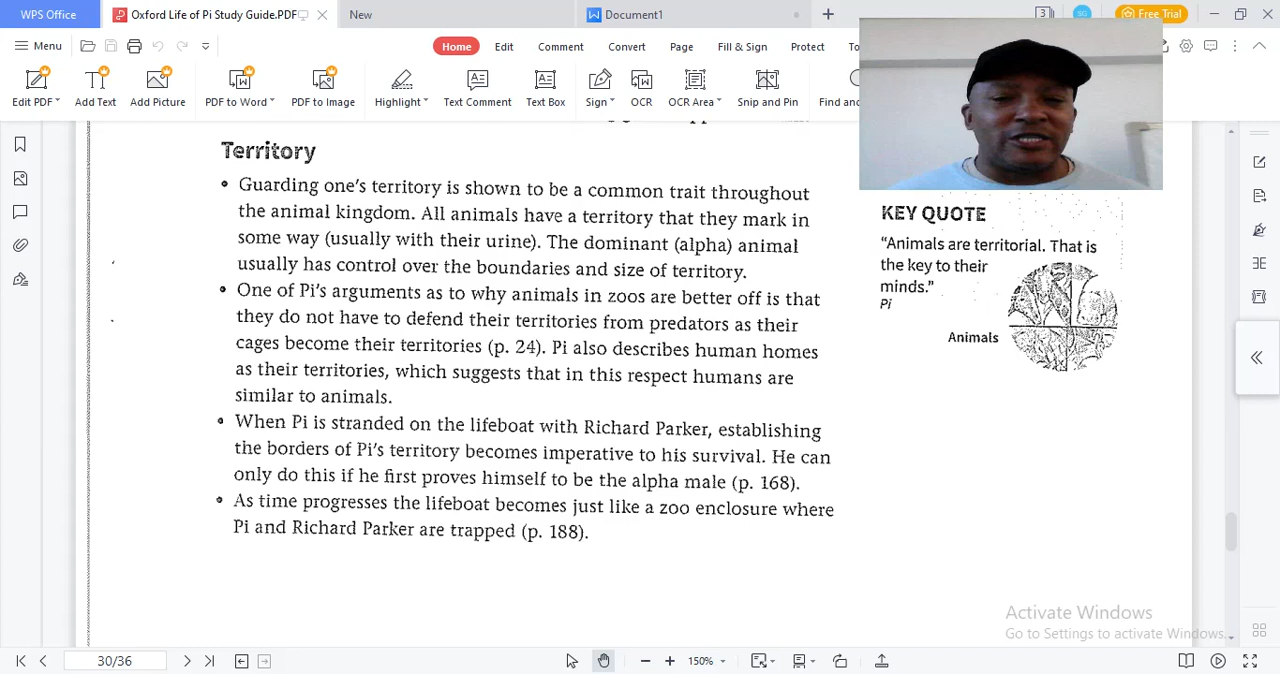 WPS Office
Oxford Life of Pi Study Guide.PDF
New
Document1
3
SG
Free Trial
Menu
Home
Edit
Comment
Convert
Page
Fill & Sign
Protect
Edit PDF
Add Text
Add Picture
PDF to Word
PDF to Image
Highlight
Text Comment
Text Box
Sign
OCR
OCR Area
Snip and Pin
Territory
• Guarding one's territory is shown to be a common trait throughout
the animal kingdom. All animals have a territory that they mark in
some way (usually with their urine). The dominant (alpha) animal
usually has control over the boundaries and size of territory.
• One of Pi's arguments as to why animals in zoos are better off is that
they do not have to defend their territories from predators as their
cages become their territories (p. 24). Pi also describes human homes
as their territories, which suggests that in this respect humans are
similar to animals.
• When Pi is stranded on the lifeboat with Richard Parker, establishing
the borders of Pi's territory becomes imperative to his survival. He can
only do this if he first proves himself to be the alpha male (p. 168).
• As time progresses the lifeboat becomes just like a zoo enclosure where
Pi and Richard Parker are trapped (p. 188).
KEY QUOTE
"Animals are territorial. That is
the key to their
minds."
Pi
Animals
Activate Windows
Go to Settings to activate Windows.
30/36
150%